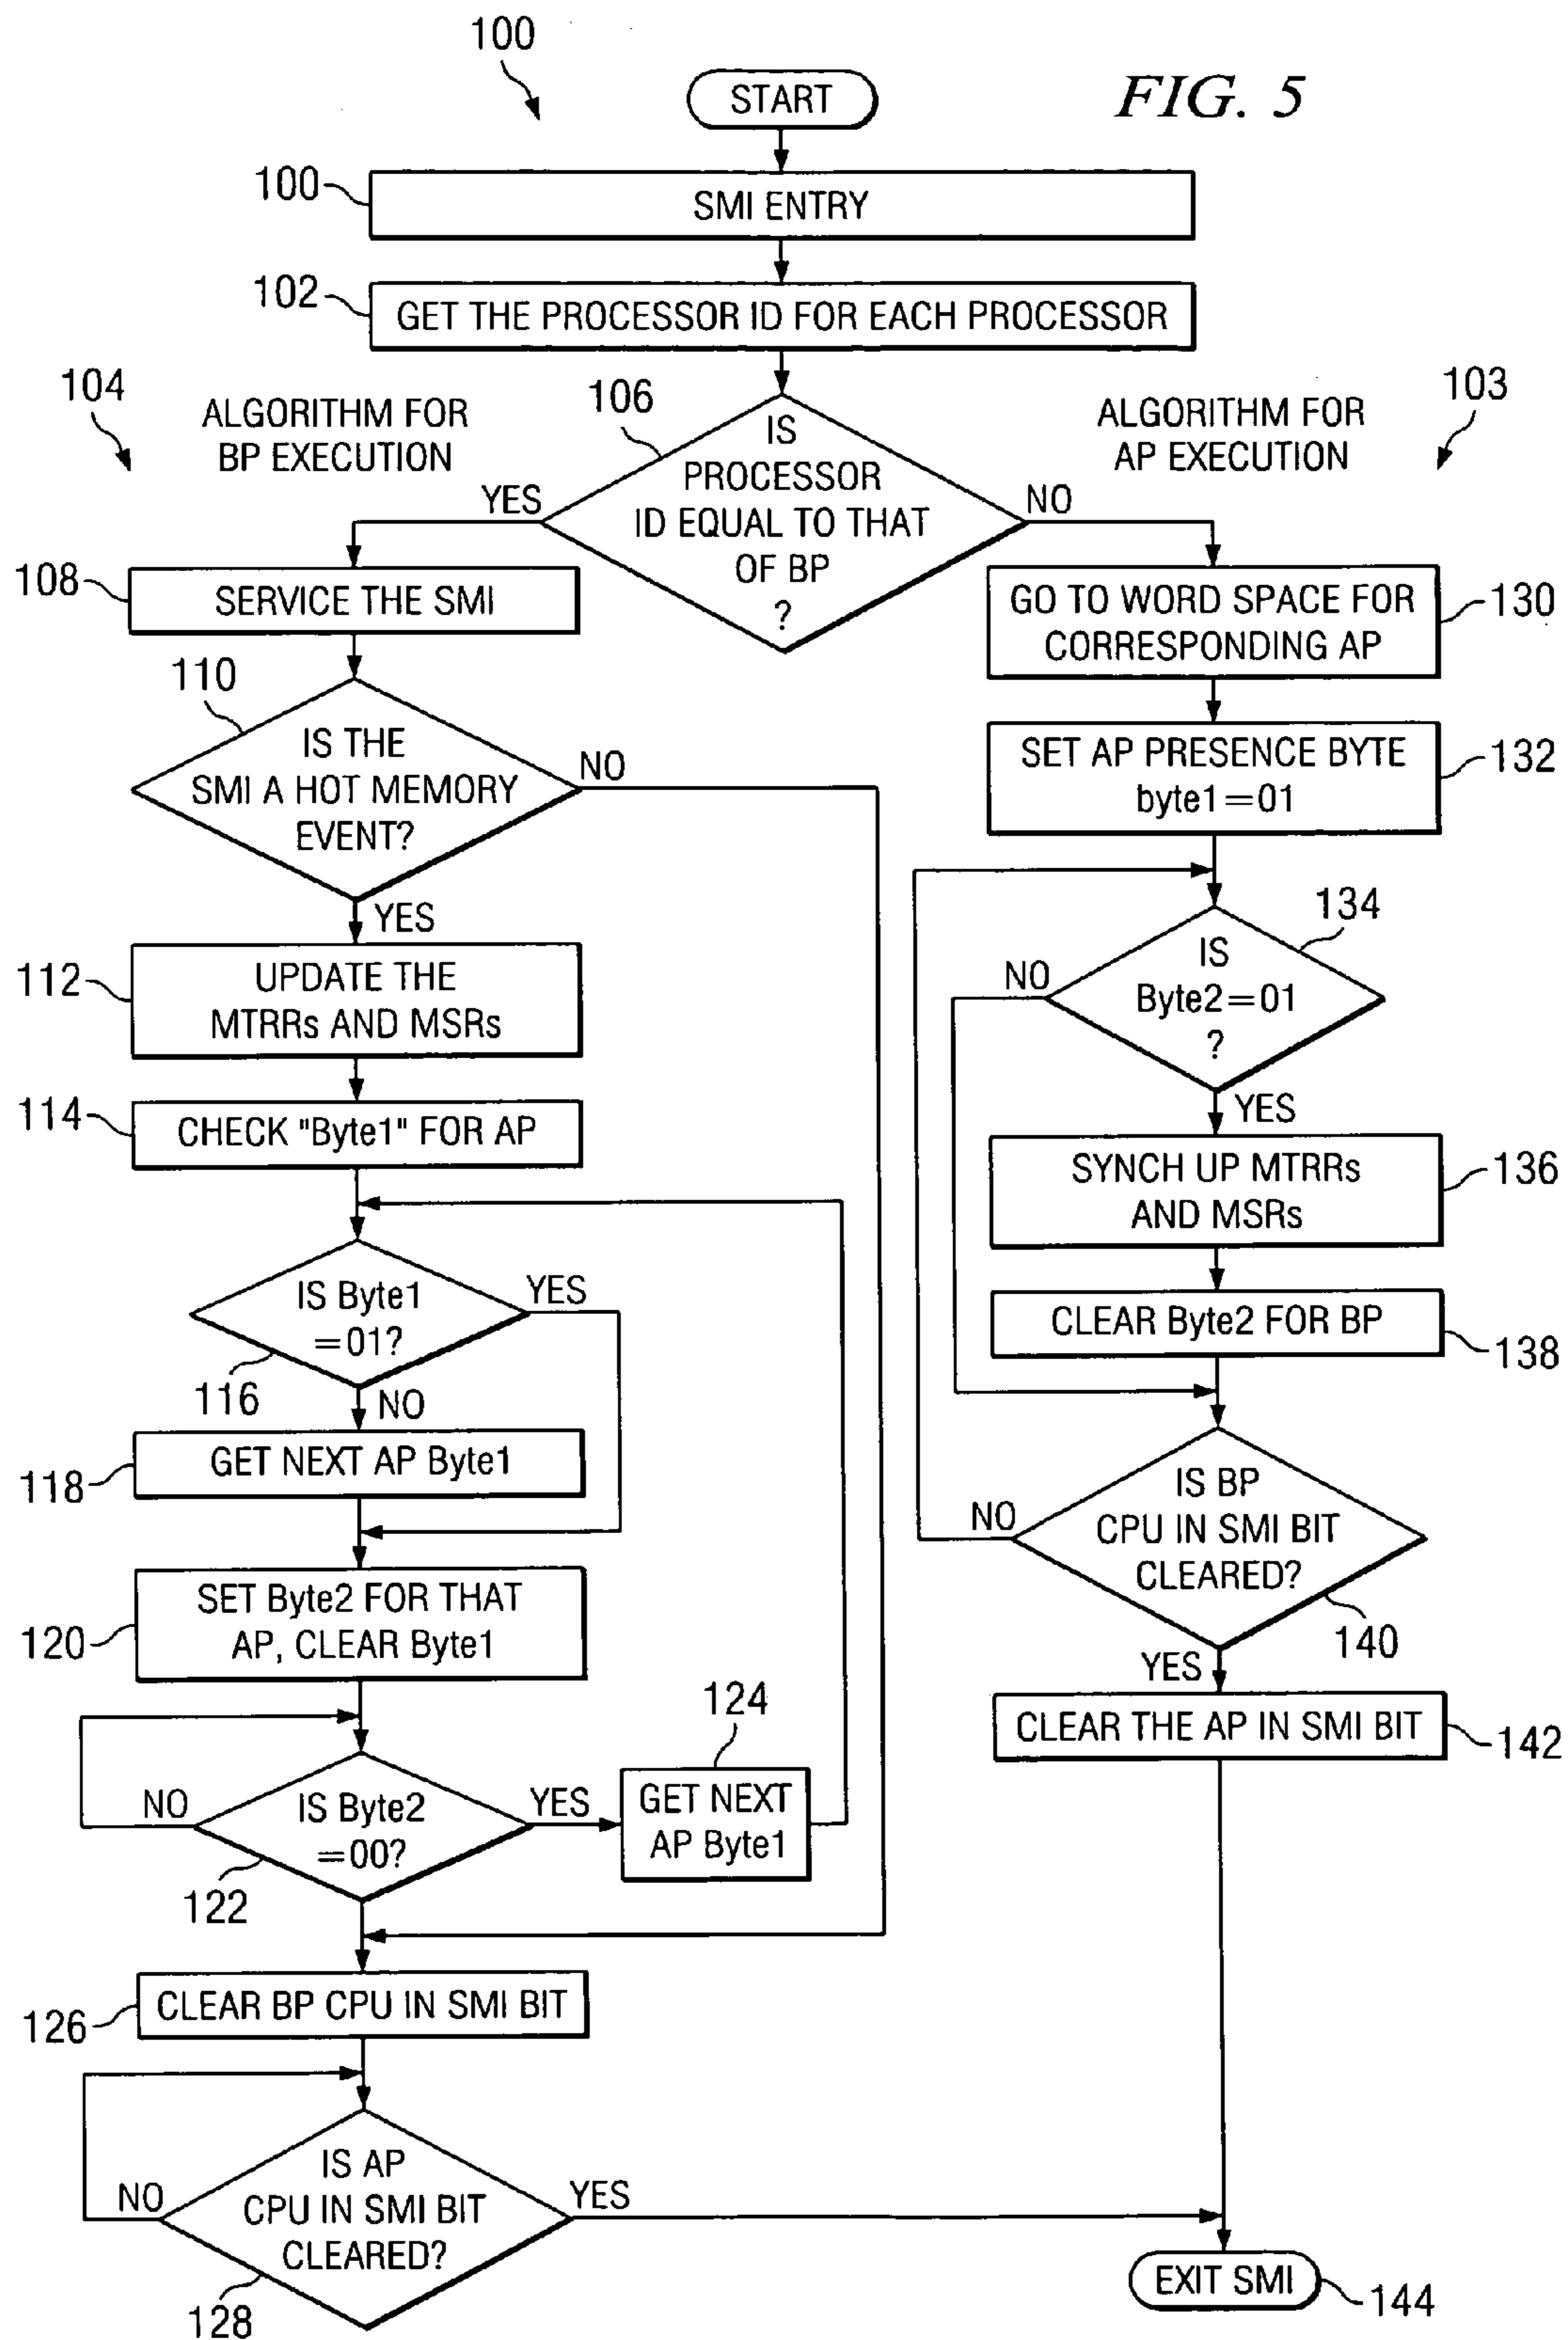 100
START
FIG. 5
100
SMI ENTRY
102
GET THE PROCESSOR ID FOR EACH PROCESSOR
104
ALGORITHM FOR
BP EXECUTION
106
IS
PROCESSOR
ID EQUAL TO THAT
OF BP
?
YES
NO
ALGORITHM FOR
AP EXECUTION
103
108
SERVICE THE SMI
110
IS THE
SMI A HOT MEMORY
EVENT?
NO
YES
112
UPDATE THE
MTRRs AND MSRs
114
CHECK "Byte1" FOR AP
IS Byte1
=01?
YES
116
NO
118
GET NEXT AP Byte1
120
SET Byte2 FOR THAT
AP, CLEAR Byte1
NO
IS Byte2
=00?
YES
122
124
GET NEXT
AP Byte1
126
CLEAR BP CPU IN SMI BIT
NO
IS AP
CPU IN SMI BIT
CLEARED?
YES
128
GO TO WORD SPACE FOR
CORRESPONDING AP
130
SET AP PRESENCE BYTE
byte1=01
132
134
IS
Byte2=01
?
NO
YES
SYNCH UP MTRRs
AND MSRs
136
CLEAR Byte2 FOR BP
138
IS BP
CPU IN SMI BIT
CLEARED?
NO
140
YES
CLEAR THE AP IN SMI BIT
142
EXIT SMI
144